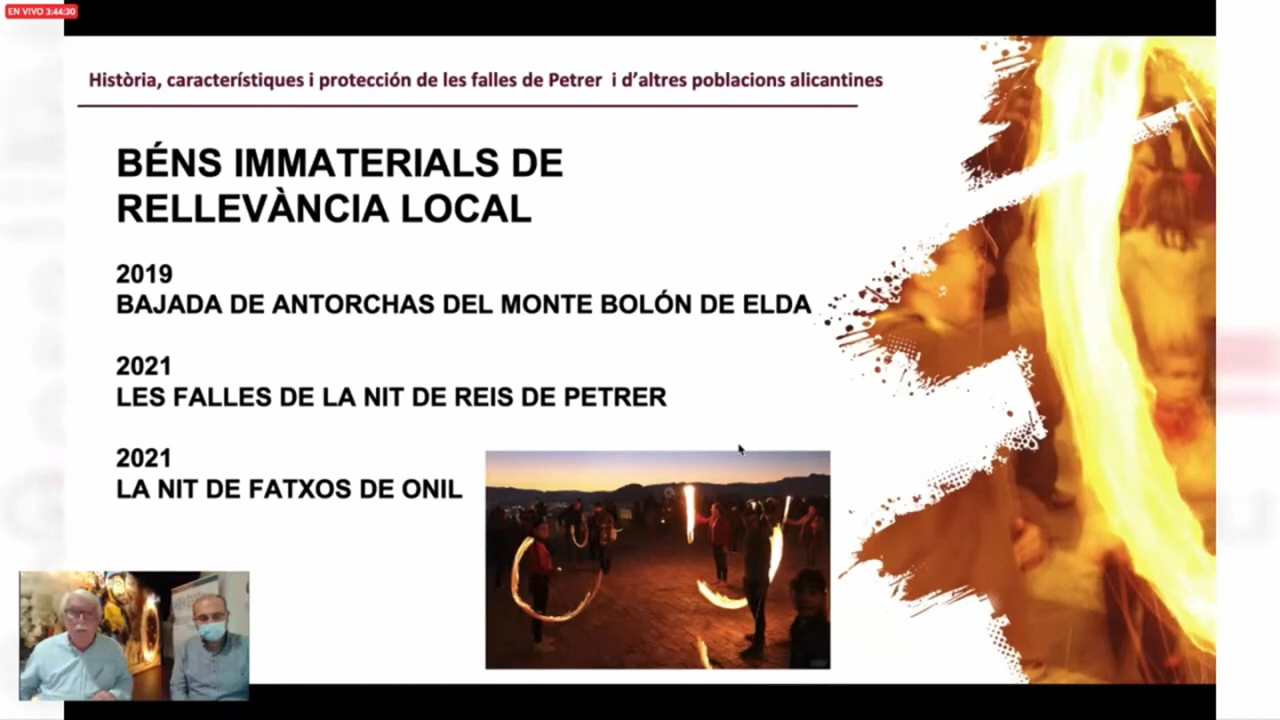 EN VIVO 3:44:30
Història, característiques i protección de les falles de Petrer i d'altres poblacions alicantines
BÉNS IMMATERIALS DE
RELLEVÀNCIA LOCAL
2019
BAJADA DE ANTORCHAS DEL MONTE BOLÓN DE ELDA
2021
LES FALLES DE LA NIT DE REIS DE PETRER
2021
LA NIT DE FATXOS DE ONIL